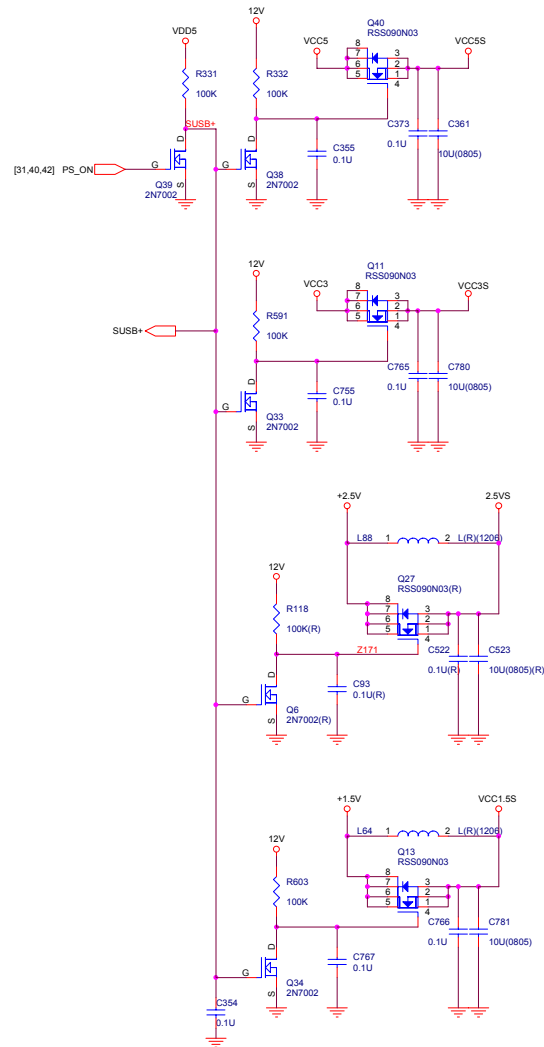 VDD5
12V
R331
100K
R332
100K
SUSB+
[31,40,42] PS_ON
G
D
S
Q39
2N7002
G
D
S
Q38
2N7002
C355
0.1U
VCC5
Q40
RSS090N03
8
7
6
5
3
2
1
4
VCC5S
C373
0.1U
C361
10U(0805)
12V
R591
100K
SUSB+
G
D
S
Q33
2N7002
C755
0.1U
VCC3
Q11
RSS090N03
8
7
6
5
3
2
1
4
VCC3S
C765
0.1U
C780
10U(0805)
+2.5V
2.5VS
L88
1
2
L(R)(1206)
12V
R118
100K(R)
Q27
RSS090N03(R)
8
7
6
5
3
2
1
4
Z171
G
D
S
Q6
2N7002(R)
C93
0.1U(R)
C522
0.1U(R)
C523
10U(0805)(R)
+1.5V
VCC1.5S
L64
1
2
L(R)(1206)
12V
R603
100K
Q13
RSS090N03
8
7
6
5
3
2
1
4
G
D
S
Q34
2N7002
C767
0.1U
C766
0.1U
C781
10U(0805)
C354
0.1U